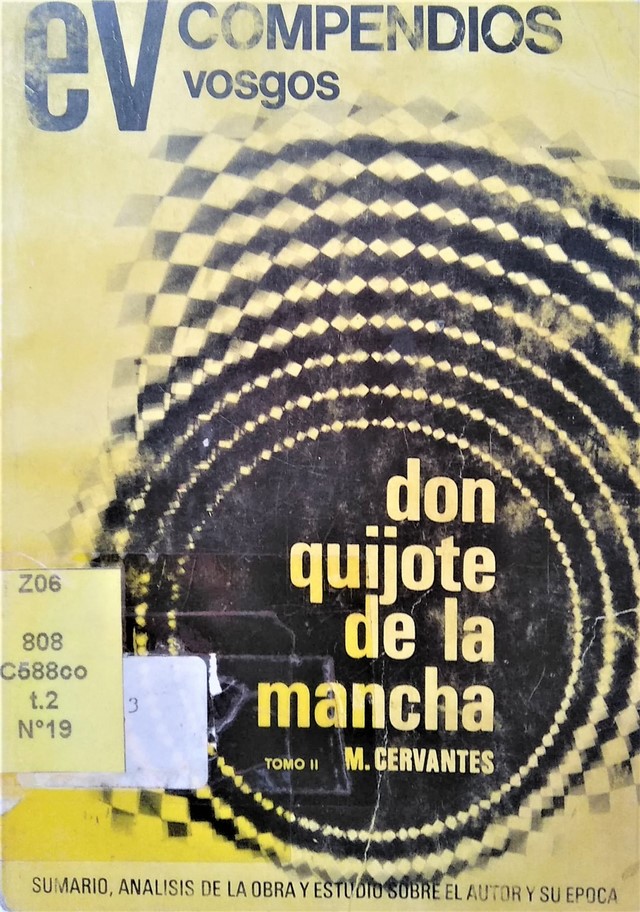 ev COMPENDIOS
vosgos
don
quijote
de la
mancha
TOMO II M. CERVANTES
Z06
808
C588co
t.2
N°19
3
SUMARIO, ANALISIS DE LA OBRA Y ESTUDIO SOBRE EL AUTOR Y SU EPOCA